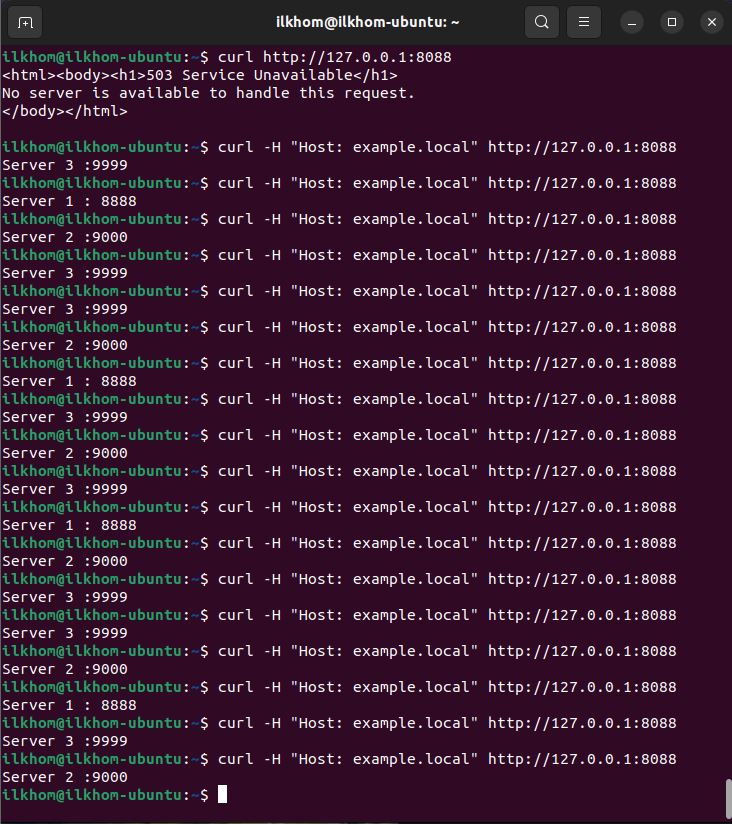 ilkhom@ilkhom-ubuntu: ~
ilkhom@ilkhom-ubuntu:~$ curl http://127.0.0.1:8088
<html><body><h1>503 Service Unavailable</h1>
No server is available to handle this request.
</body></html>
ilkhom@ilkhom-ubuntu:~$ curl -H "Host: example.local" http://127.0.0.1:8088
Server 3 :9999
ilkhom@ilkhom-ubuntu:~$ curl -H "Host: example.local" http://127.0.0.1:8088
Server 1 : 8888
ilkhom@ilkhom-ubuntu:~$ curl -H "Host: example.local" http://127.0.0.1:8088
Server 2 :9000
ilkhom@ilkhom-ubuntu:~$ curl -H "Host: example.local" http://127.0.0.1:8088
Server 3 :9999
ilkhom@ilkhom-ubuntu:~$ curl -H "Host: example.local" http://127.0.0.1:8088
Server 3 :9999
ilkhom@ilkhom-ubuntu:~$ curl -H "Host: example.local" http://127.0.0.1:8088
Server 2 :9000
ilkhom@ilkhom-ubuntu:~$ curl -H "Host: example.local" http://127.0.0.1:8088
Server 1 : 8888
ilkhom@ilkhom-ubuntu:~$ curl -H "Host: example.local" http://127.0.0.1:8088
Server 3 :9999
ilkhom@ilkhom-ubuntu:~$ curl -H "Host: example.local" http://127.0.0.1:8088
Server 2 :9000
ilkhom@ilkhom-ubuntu:~$ curl -H "Host: example.local" http://127.0.0.1:8088
Server 3 :9999
ilkhom@ilkhom-ubuntu:~$ curl -H "Host: example.local" http://127.0.0.1:8088
Server 1 : 8888
ilkhom@ilkhom-ubuntu:~$ curl -H "Host: example.local" http://127.0.0.1:8088
Server 2 :9000
ilkhom@ilkhom-ubuntu:~$ curl -H "Host: example.local" http://127.0.0.1:8088
Server 3 :9999
ilkhom@ilkhom-ubuntu:~$ curl -H "Host: example.local" http://127.0.0.1:8088
Server 3 :9999
ilkhom@ilkhom-ubuntu:~$ curl -H "Host: example.local" http://127.0.0.1:8088
Server 2 :9000
ilkhom@ilkhom-ubuntu:~$ curl -H "Host: example.local" http://127.0.0.1:8088
Server 1 : 8888
ilkhom@ilkhom-ubuntu:~$ curl -H "Host: example.local" http://127.0.0.1:8088
Server 3 :9999
ilkhom@ilkhom-ubuntu:~$ curl -H "Host: example.local" http://127.0.0.1:8088
Server 2 :9000
ilkhom@ilkhom-ubuntu:~$